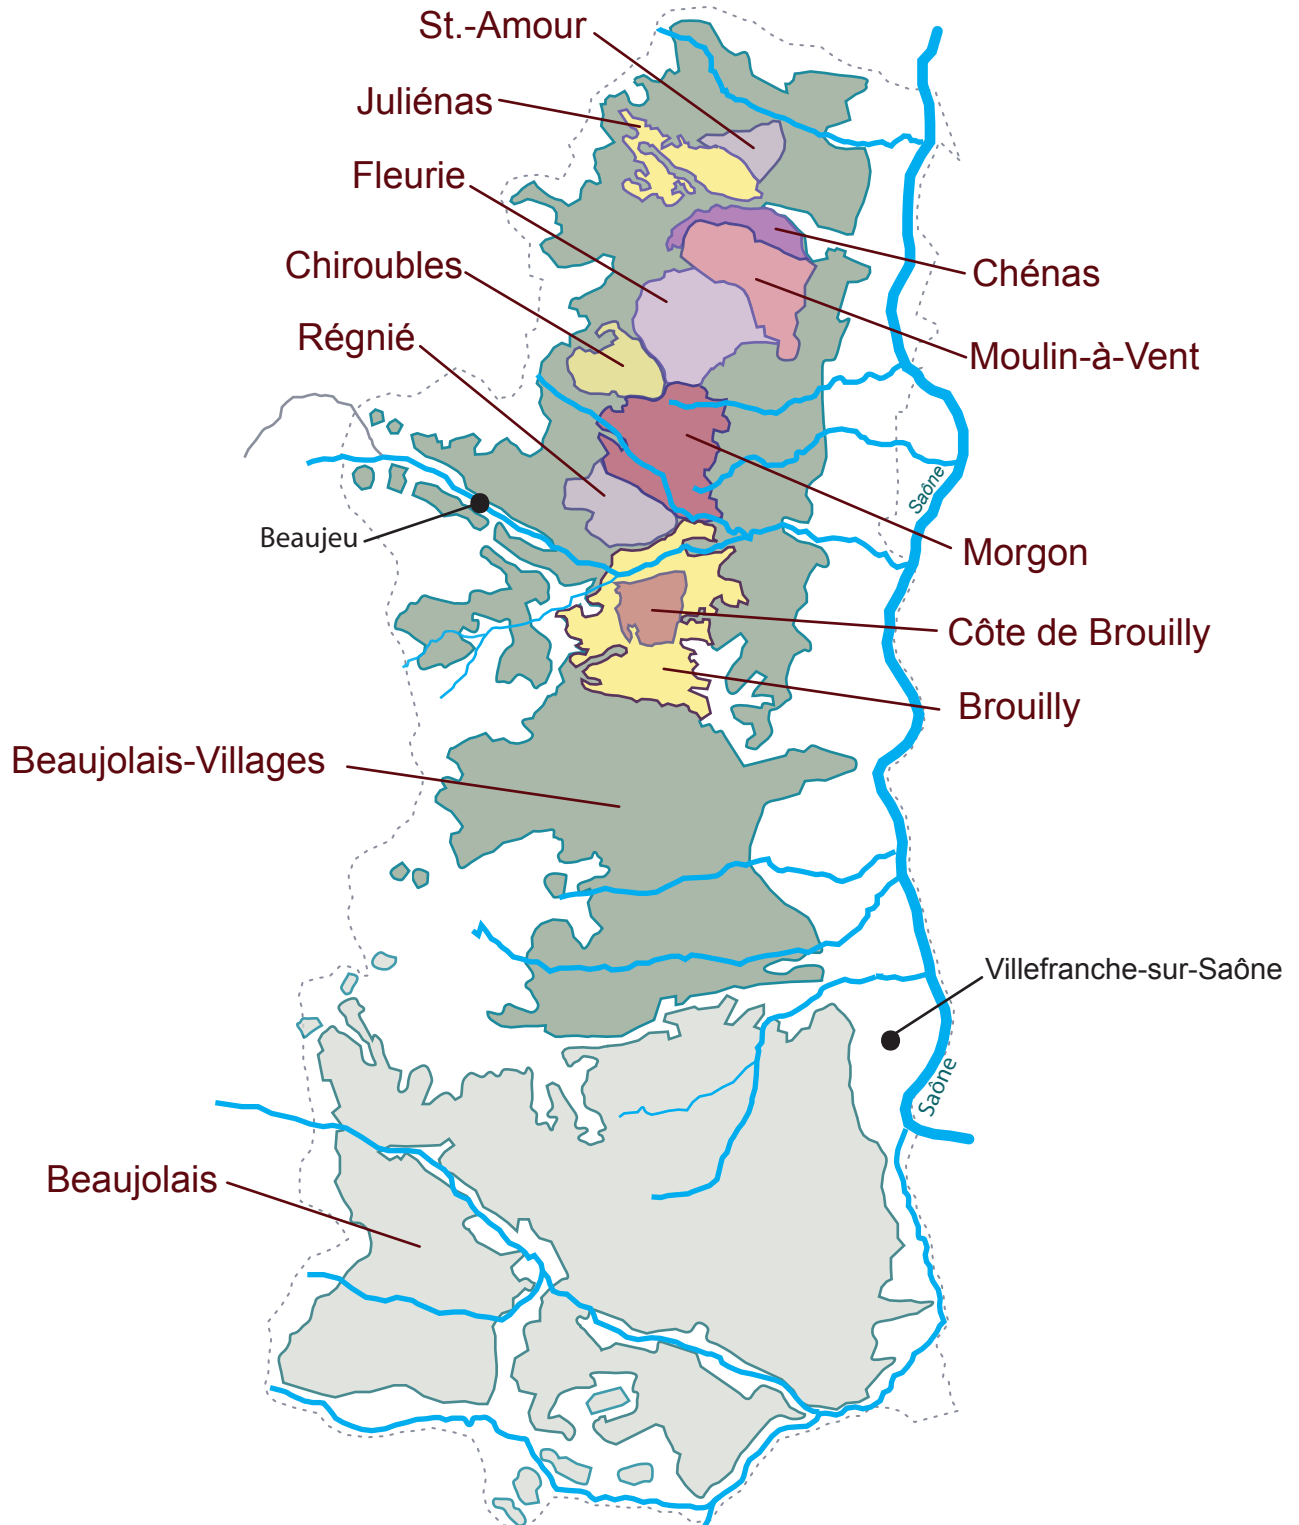 St.-Amour
Juliénas
Fleurie
Chiroubles
Chénas
Régnié
Moulin-à-Vent
Saône
Beaujeu
Morgon
Côte de Brouilly
Brouilly
Beaujolais-Villages
Villefranche-sur-Saône
Saône
Beaujolais